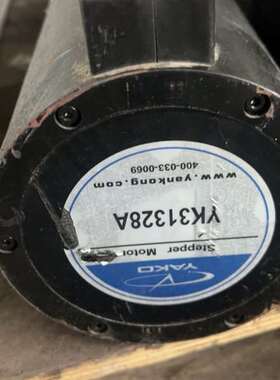 YAKO
Stepper Motor
YK31328A
400-033-0069
www.yankong.com